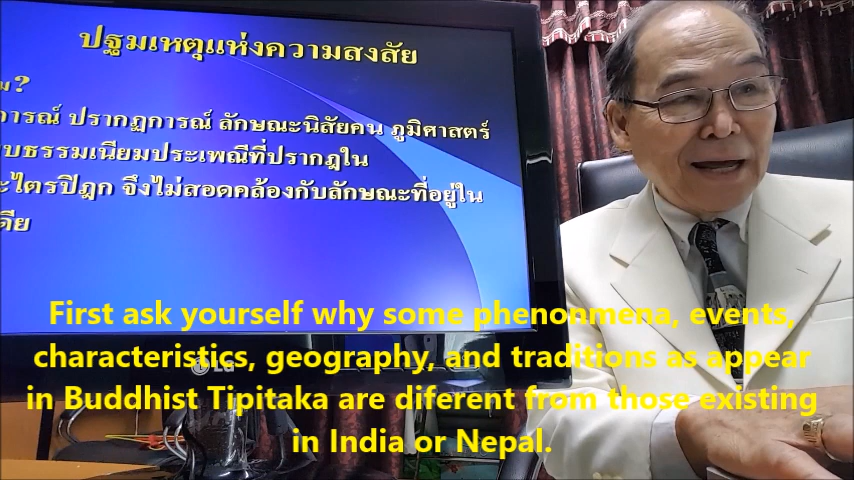 ปฐมเหตุแห่งความสงสัย
?
ปรากฏการณ์ ลักษณะนิสัยคน ภูมิศาสตร์
บธรรมเนียมประเพณีที่ปรากฏใน
ะไตรปิฎก จึงไม่สอดคล้องกับลักษณะที่อยู่ใน
ดีย
LG
First ask yourself why some phenonmena, events,
characteristics, geography, and traditions as appear
in Buddhist Tipitaka are diferent from those existing
in India or Nepal.